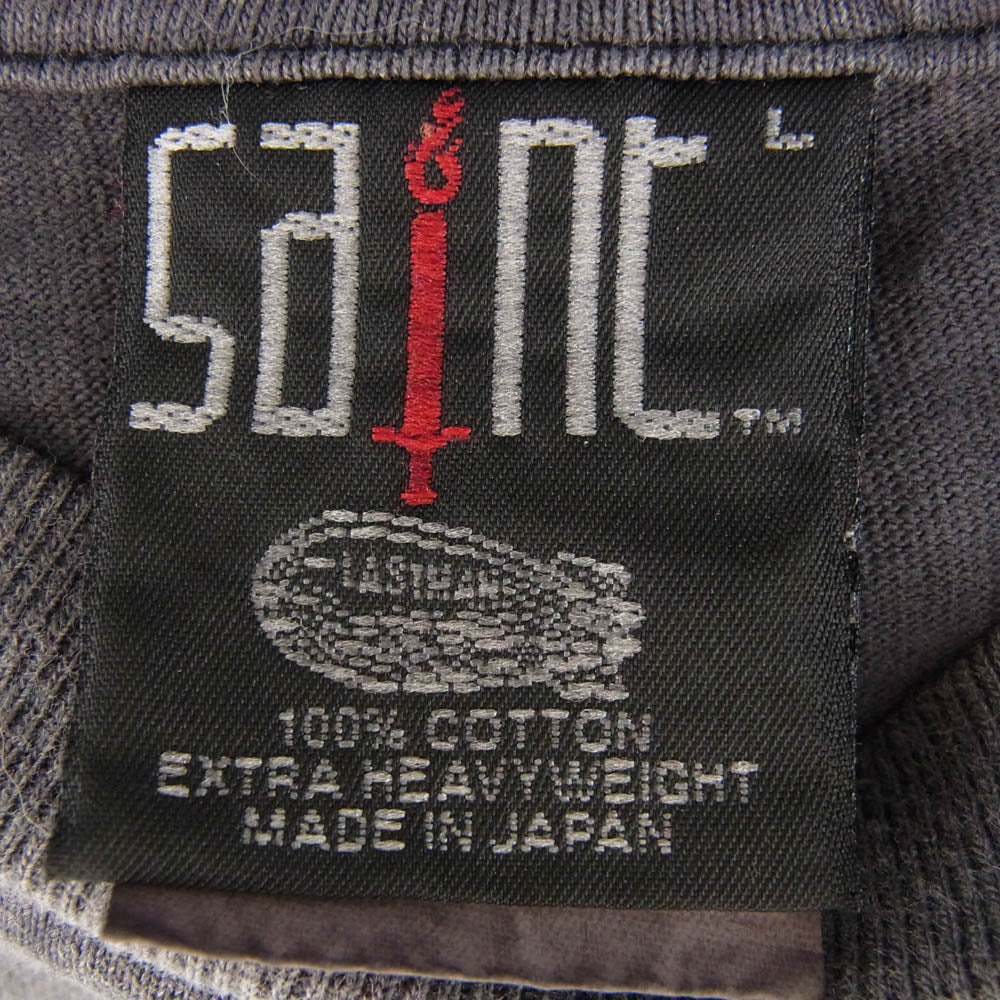 saint L
TM
100% COTTON
EXTRA HEAVYWEIGHT
MADE IN JAPAN